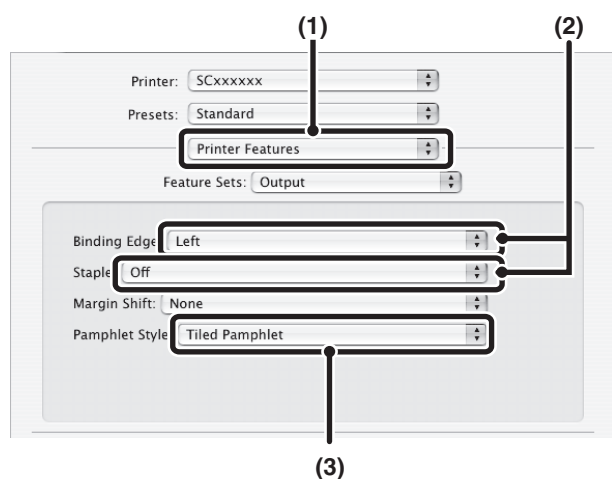 (1) (2)
Printer: SCxxxxxx
Presets: Standard
Printer Features
Feature Sets: Output
Binding Edge Left
Staple Off
Margin Shift: None
Pamphlet Style Tiled Pamphlet
(3)